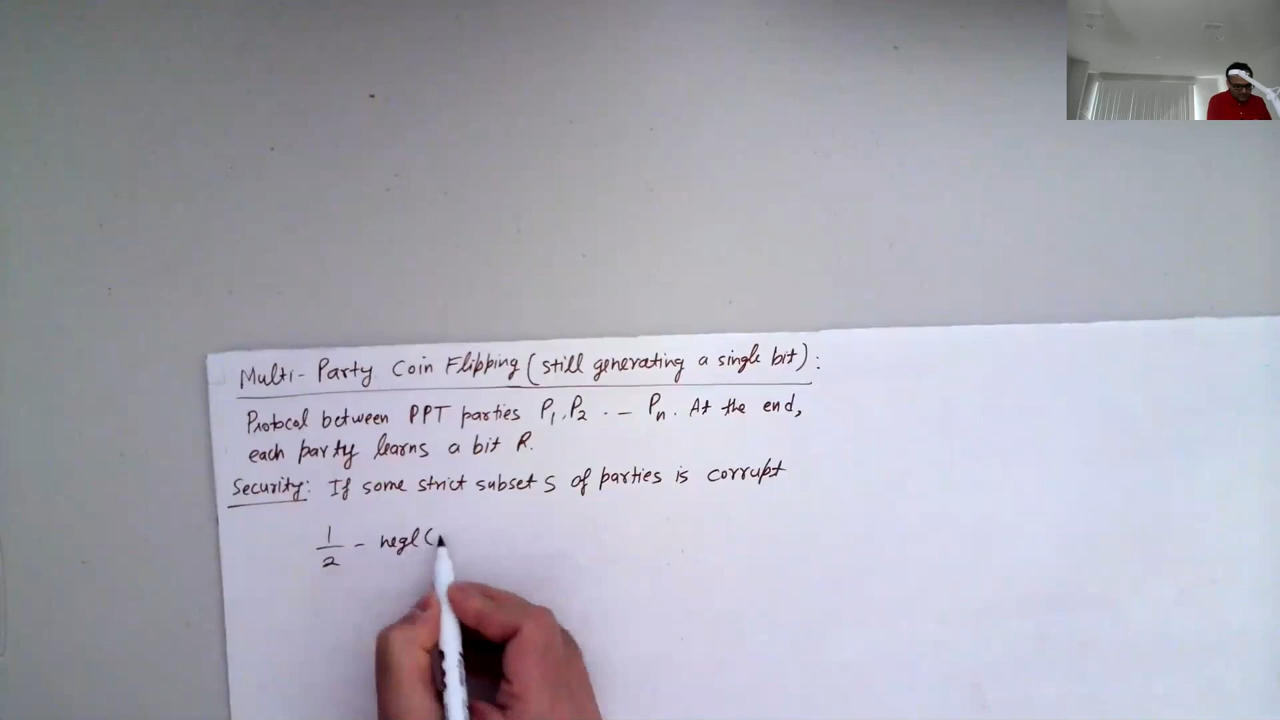 Multi-Party Coin Flipping (still generating a single bit):
Protocol between PPT parties P₁, P₂ . — Pₙ. At the end,
each party learns a bit R.
Security: If some strict subset S of parties is corrupt
1/2 - negl(